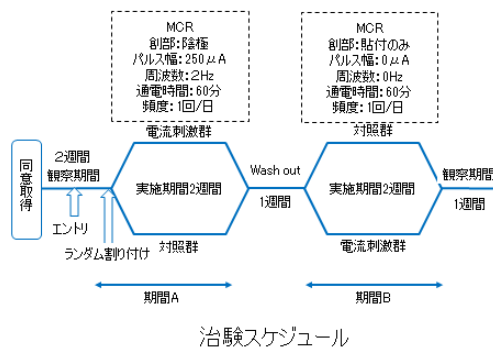 MCR
創部:陰極
パルス幅:250μA
周波数:2Hz
通電時間:60分
頻度:1回/日
MCR
創部:貼付のみ
パルス幅:0μA
周波数:0Hz
通電時間:60分
頻度:1回/日
同意取得
2週間
観察期間
エントリ
ランダム割り付け
電流刺激群
実施期間2週間
対照群
Wash out
1週間
対照群
実施期間2週間
電流刺激群
観察期間
1週間
期間A
期間B
治験スケジュール